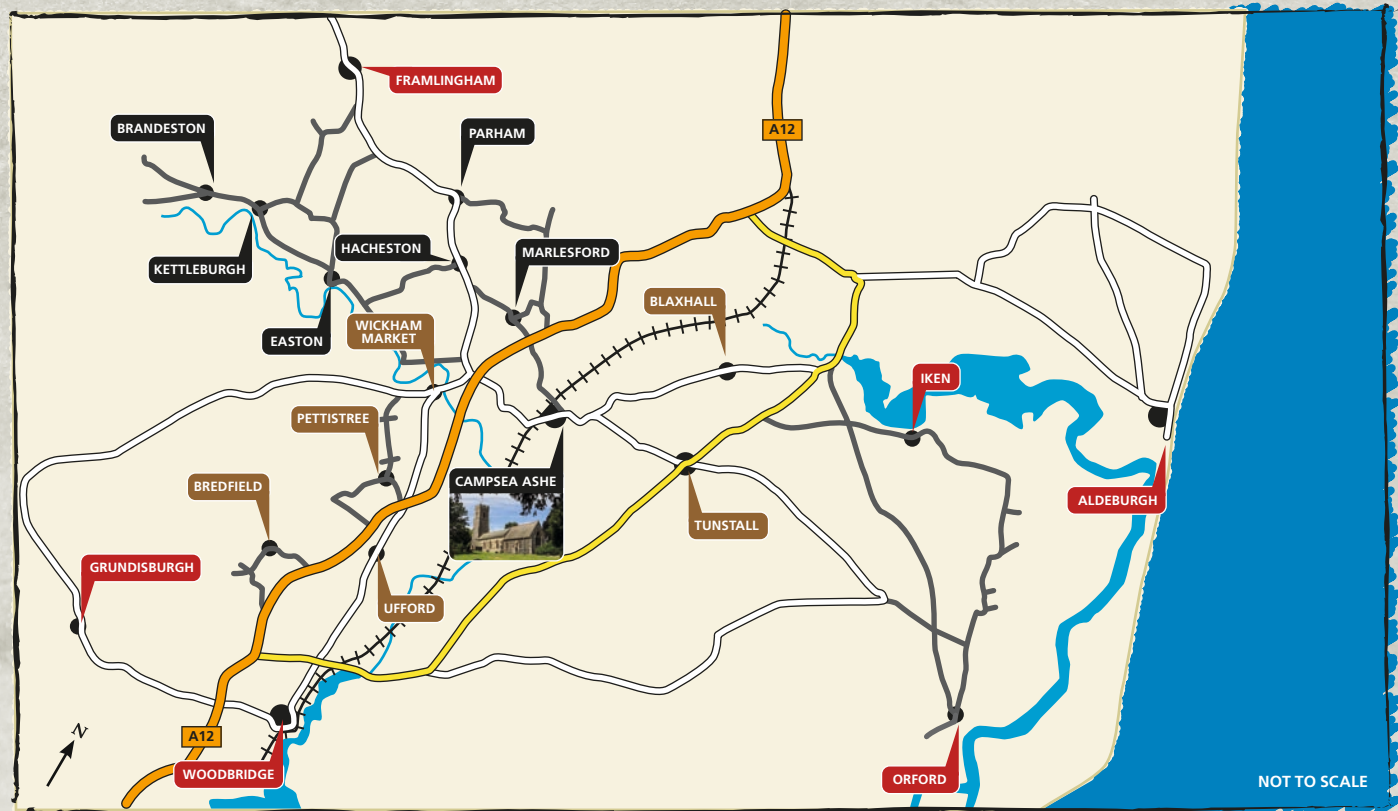 FRAMLINGHAM
BRANDESTON
PARHAM
A12
HACHESTON
MARLESFORD
KETTLEBURGH
BLAXHALL
EASTON
WICKHAM
MARKET
IKEN
PETTISTREE
BREDFIELD
CAMPSEA ASHE
ALDEBURGH
TUNSTALL
GRUNDISBURGH
UFFORD
N
A12
WOODBRIDGE
ORFORD
NOT TO SCALE